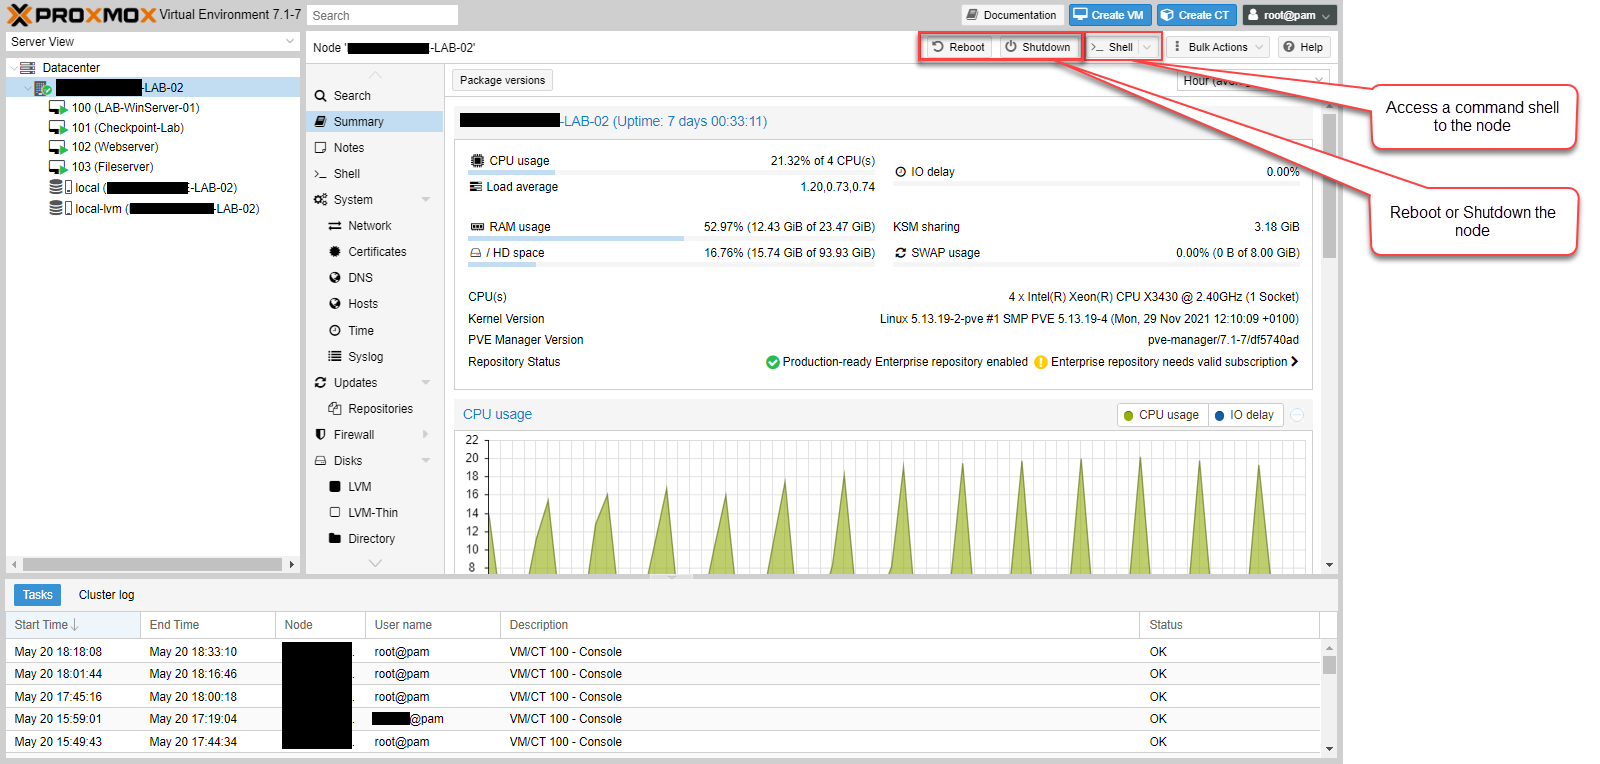 PROXMOX Virtual Environment 7.1-7 Search Documentation Create VM Create CT root@pam
Server View
Node '-LAB-02' Reboot Shutdown Shell Bulk Actions Help
Datacenter
-LAB-02
100 (LAB-WinServer-01)
101 (Checkpoint-Lab)
102 (Webserver)
103 (Fileserver)
local (-LAB-02)
local-lvm (-LAB-02)
Search
Summary
Notes
Shell
System
Network
Certificates
DNS
Hosts
Time
Syslog
Updates
Repositories
Firewall
Disks
LVM
LVM-Thin
Directory
Package versions
-LAB-02 (Uptime: 7 days 00:33:11)
CPU usage 21.32% of 4 CPU(s)
Load average 1.20,0.73,0.74
IO delay 0.00%
RAM usage 52.97% (12.43 GiB of 23.47 GiB)
KSM sharing 3.18 GiB
/ HD space 16.76% (15.74 GiB of 93.93 GiB)
SWAP usage 0.00% (0 B of 8.00 GiB)
CPU(s) 4 x Intel(R) Xeon(R) CPU X3430 @ 2.40GHz (1 Socket)
Kernel Version Linux 5.13.19-2-pve #1 SMP PVE 5.13.19-4 (Mon, 29 Nov 2021 12:10:09 +0100)
PVE Manager Version pve-manager/7.1-7/df5740ad
Repository Status Production-ready Enterprise repository enabled Enterprise repository needs valid subscription
CPU usage CPU usage IO delay
22
20
18
16
14
12
10
8
Access a command shell
to the node
Reboot or Shutdown the
node
Tasks Cluster log
Start Time End Time Node User name Description Status
May 20 18:18:08 May 20 18:33:10 root@pam VM/CT 100 - Console OK
May 20 18:01:44 May 20 18:16:46 root@pam VM/CT 100 - Console OK
May 20 17:45:16 May 20 18:00:18 root@pam VM/CT 100 - Console OK
May 20 15:59:01 May 20 17:19:04 @pam VM/CT 100 - Console OK
May 20 15:49:43 May 20 17:44:34 root@pam VM/CT 100 - Console OK